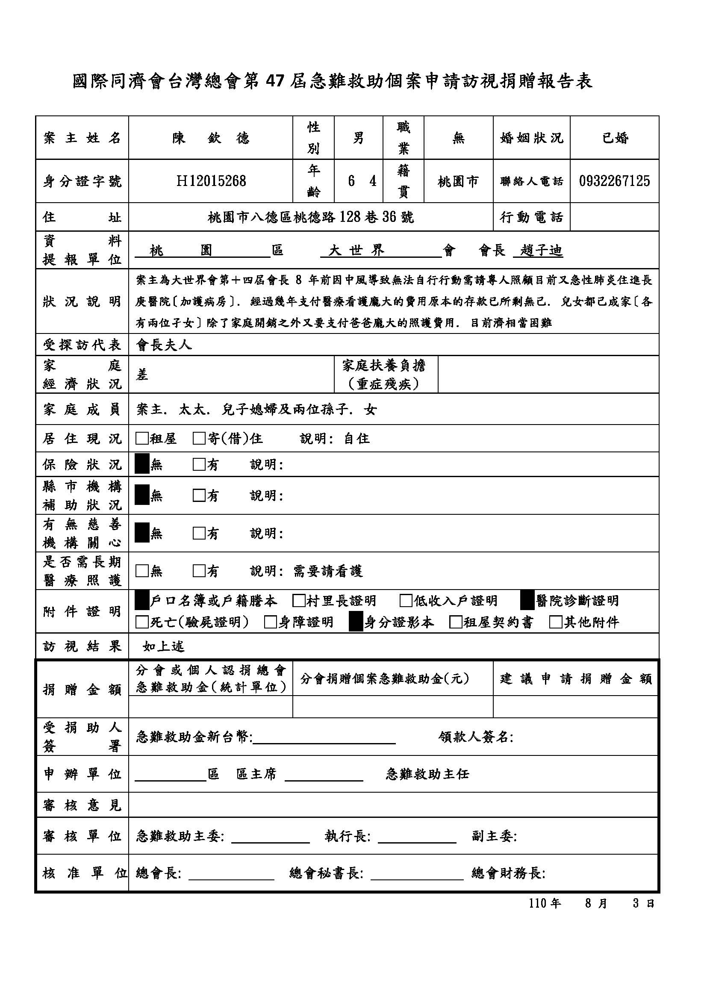 國際同濟會台灣總會第 47 屆急難救助個案申請訪視捐贈報告表
案主姓名 陳 欽 德 性別 男 職業 無 婚姻狀況 已婚
身分證字號 H12015268 年齡 6 4 籍貫 桃園市 聯絡人電話 0932267125
住 址 桃園市八德區桃德路 128 巷 36 號 行動電話
資 料
提報單位 桃 園 區 大 世 界 會 會長 趙子迪
狀況說明
案主為大世界會第十四屆會長 8 年前因中風導致無法自行行動需請專人照顧目前又急性肺炎住進長
庚醫院〔加護病房〕. 經過幾年支付醫療看護龐大的費用原本的存款已所剩無已. 兒女都已成家〔各
有兩位子女〕除了家庭開銷之外又要支付爸爸龐大的照護費用. 目前濟相當困難
受探訪代表 會長夫人
家 庭
經濟狀況 差 家庭扶養負擔
(重症殘疾)
家庭成員 案主. 太太. 兒子媳婦及兩位孫子. 女
居住現況 □租屋 □寄(借)住 說明: 自住
保險狀況 ■無 □有 說明:
縣市機構
補助狀況 ■無 □有 說明:
有無慈善
機構關心 ■無 □有 說明:
是否需長期
醫療照護 □無 □有 說明: 需要請看護
附件證明
■戶口名簿或戶籍謄本 □村里長證明 □低收入戶證明 ■醫院診斷證明
□死亡(驗屍證明) □身障證明 ■身分證影本 □租屋契約書 □其他附件
訪視結果 如上述
捐贈金額
分會或個人認捐總會
急難救助金(統計單位) 分會捐贈個案急難救助金(元) 建議申請捐贈金額
受捐助人
簽 署 急難救助金新台幣: 領款人簽名:
申辦單位 區 區主席 急難救助主任
審核意見
審核單位 急難救助主委: 執行長: 副主委:
核准單位 總會長: 總會秘書長: 總會財務長:
110 年 8 月 3 日